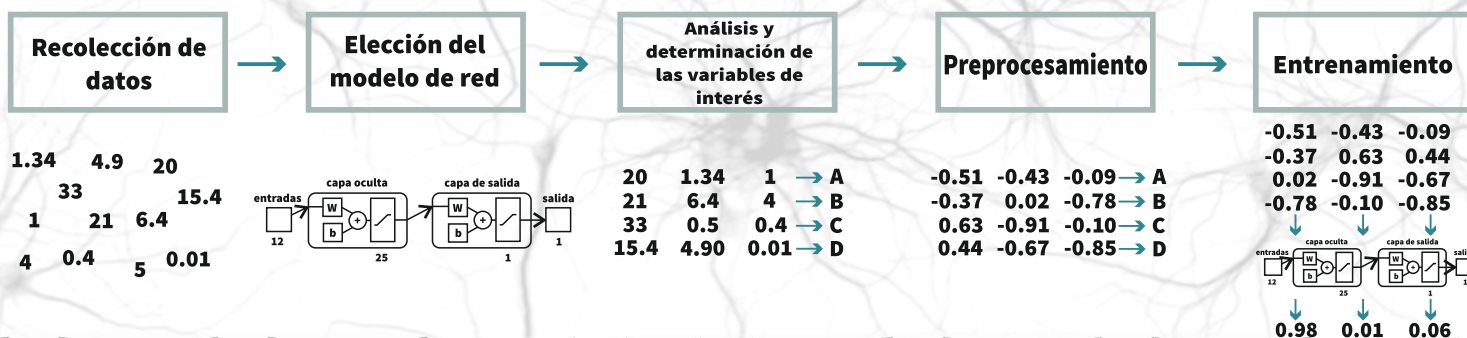 Recolección de
datos
Elección del
modelo de red
Análisis y
determinación de
las variables de
interés
Preprocesamiento
Entrenamiento
1.34 4.9 20
33 15.4
1 21 6.4
4 0.4 5 0.01
entradas capa oculta capa de salida salida
W W
+ +
b b
12 25 1 1
20 1.34 1 → A
21 6.4 4 → B
33 0.5 0.4 → C
15.4 4.90 0.01 → D
-0.51 -0.43 -0.09 → A
-0.37 0.02 -0.78 → B
0.63 -0.91 -0.10 → C
0.44 -0.67 -0.85 → D
-0.51 -0.43 -0.09
-0.37 0.63 0.44
0.02 -0.91 -0.67
-0.78 -0.10 -0.85
entradas capa oculta capa de salida
W W
+ +
b b
12 25 1 1
0.98 0.01 0.06